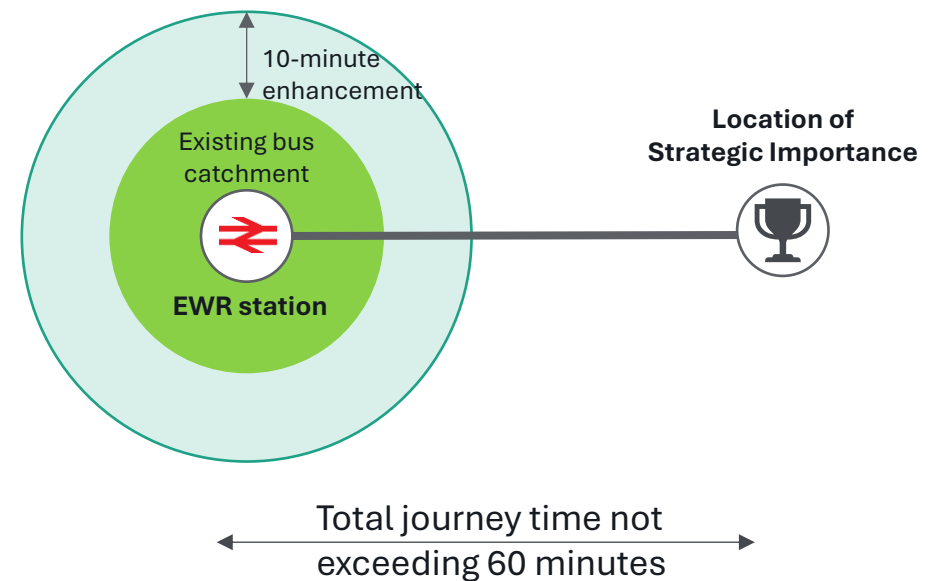 10-minute
enhancement
Existing bus
catchment
EWR station
Location of
Strategic Importance
Total journey time not
exceeding 60 minutes